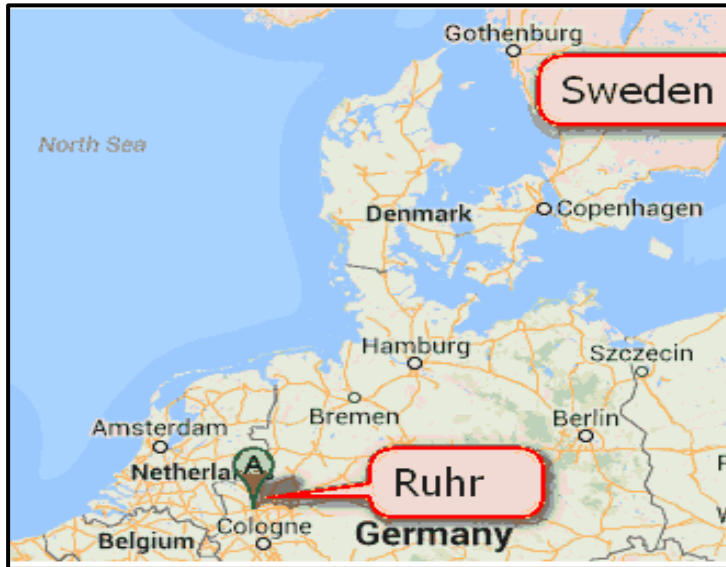 Gothenburg
Sweden
North Sea
Denmark
Copenhagen
Hamburg
Szczecin
Bremen
Berlin
Amsterdam
A
Netherla
Ruhr
Cologne
Germany
Belgium